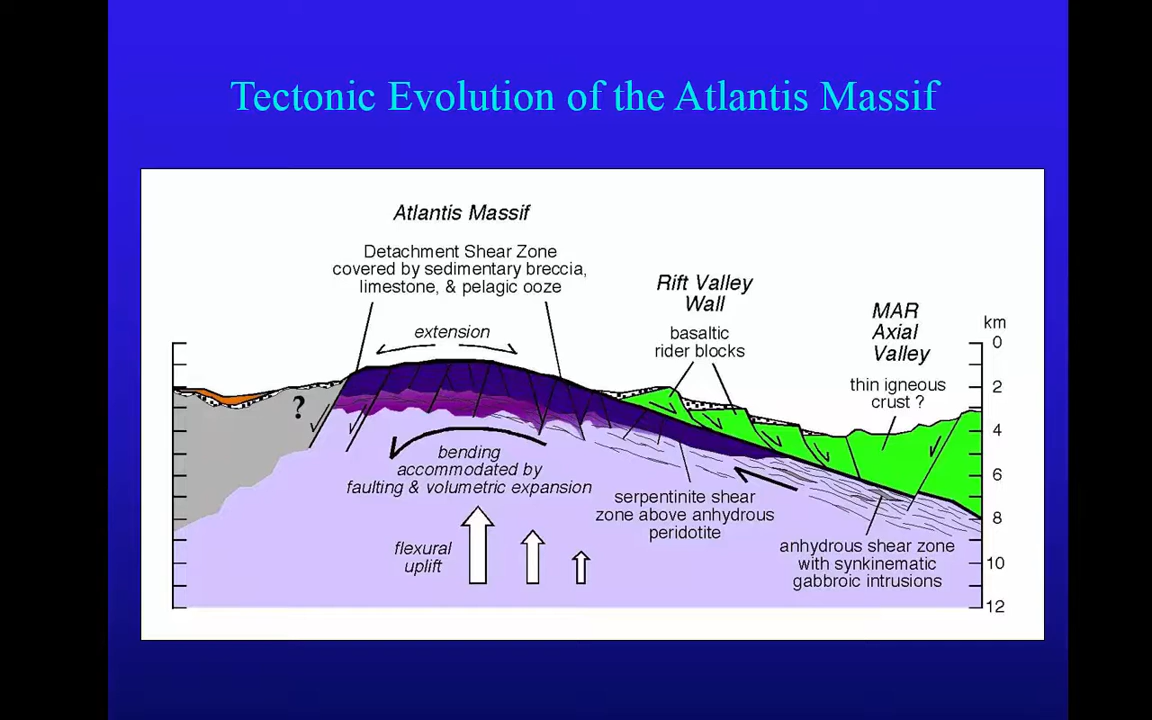 Tectonic Evolution of the Atlantis Massif
Atlantis Massif
Detachment Shear Zone
covered by sedimentary breccia,
limestone, & pelagic ooze
extension
Rift Valley
Wall
basaltic
rider blocks
MAR
Axial
Valley
thin igneous
crust ?
km
0
2
4
6
8
10
12
?
bending
accommodated by
faulting & volumetric expansion
flexural
uplift
serpentinite shear
zone above anhydrous
peridotite
anhydrous shear zone
with synkinematic
gabbroic intrusions